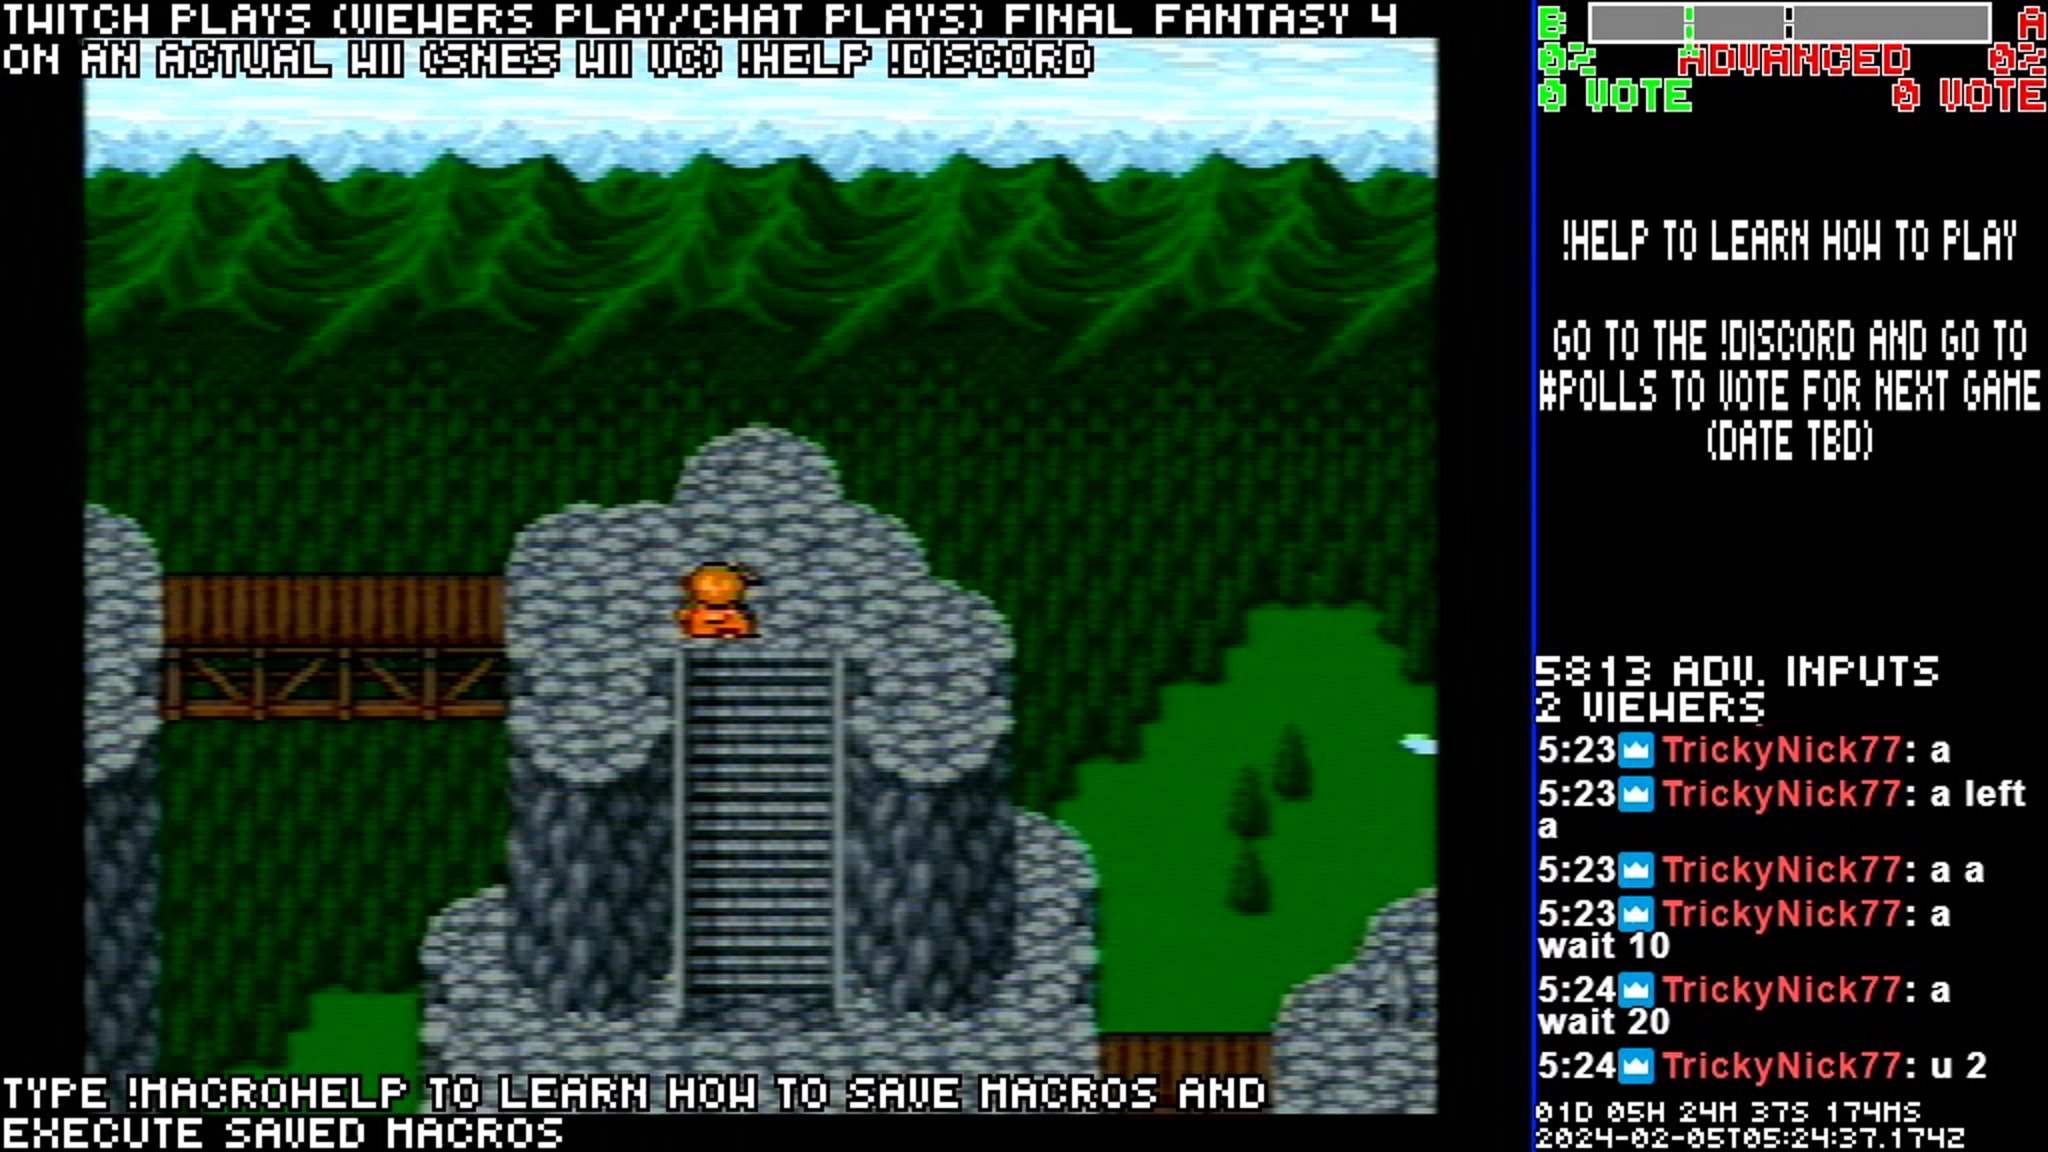 TWITCH PLAYS (VIEWERS PLAY/CHAT PLAYS) FINAL FANTASY 4
ON AN ACTUAL WII (SNES WII VC) !HELP !DISCORD
B A
0% ADVANCED 0%
0 VOTE 0 VOTE
!HELP TO LEARN HOW TO PLAY
GO TO THE !DISCORD AND GO TO
#POLLS TO VOTE FOR NEXT GAME
(DATE TBD)
5813 ADV. INPUTS
2 VIEWERS
5:23 TrickyNick77: a
5:23 TrickyNick77: a left
a
5:23 TrickyNick77: a a
5:23 TrickyNick77: a
wait 10
5:24 TrickyNick77: a
wait 20
5:24 TrickyNick77: u 2
01D 05H 24M 37S 174MS
2024-02-05T05:24:37.174Z
TYPE !MACROHELP TO LEARN HOW TO SAVE MACROS AND
EXECUTE SAVED MACROS